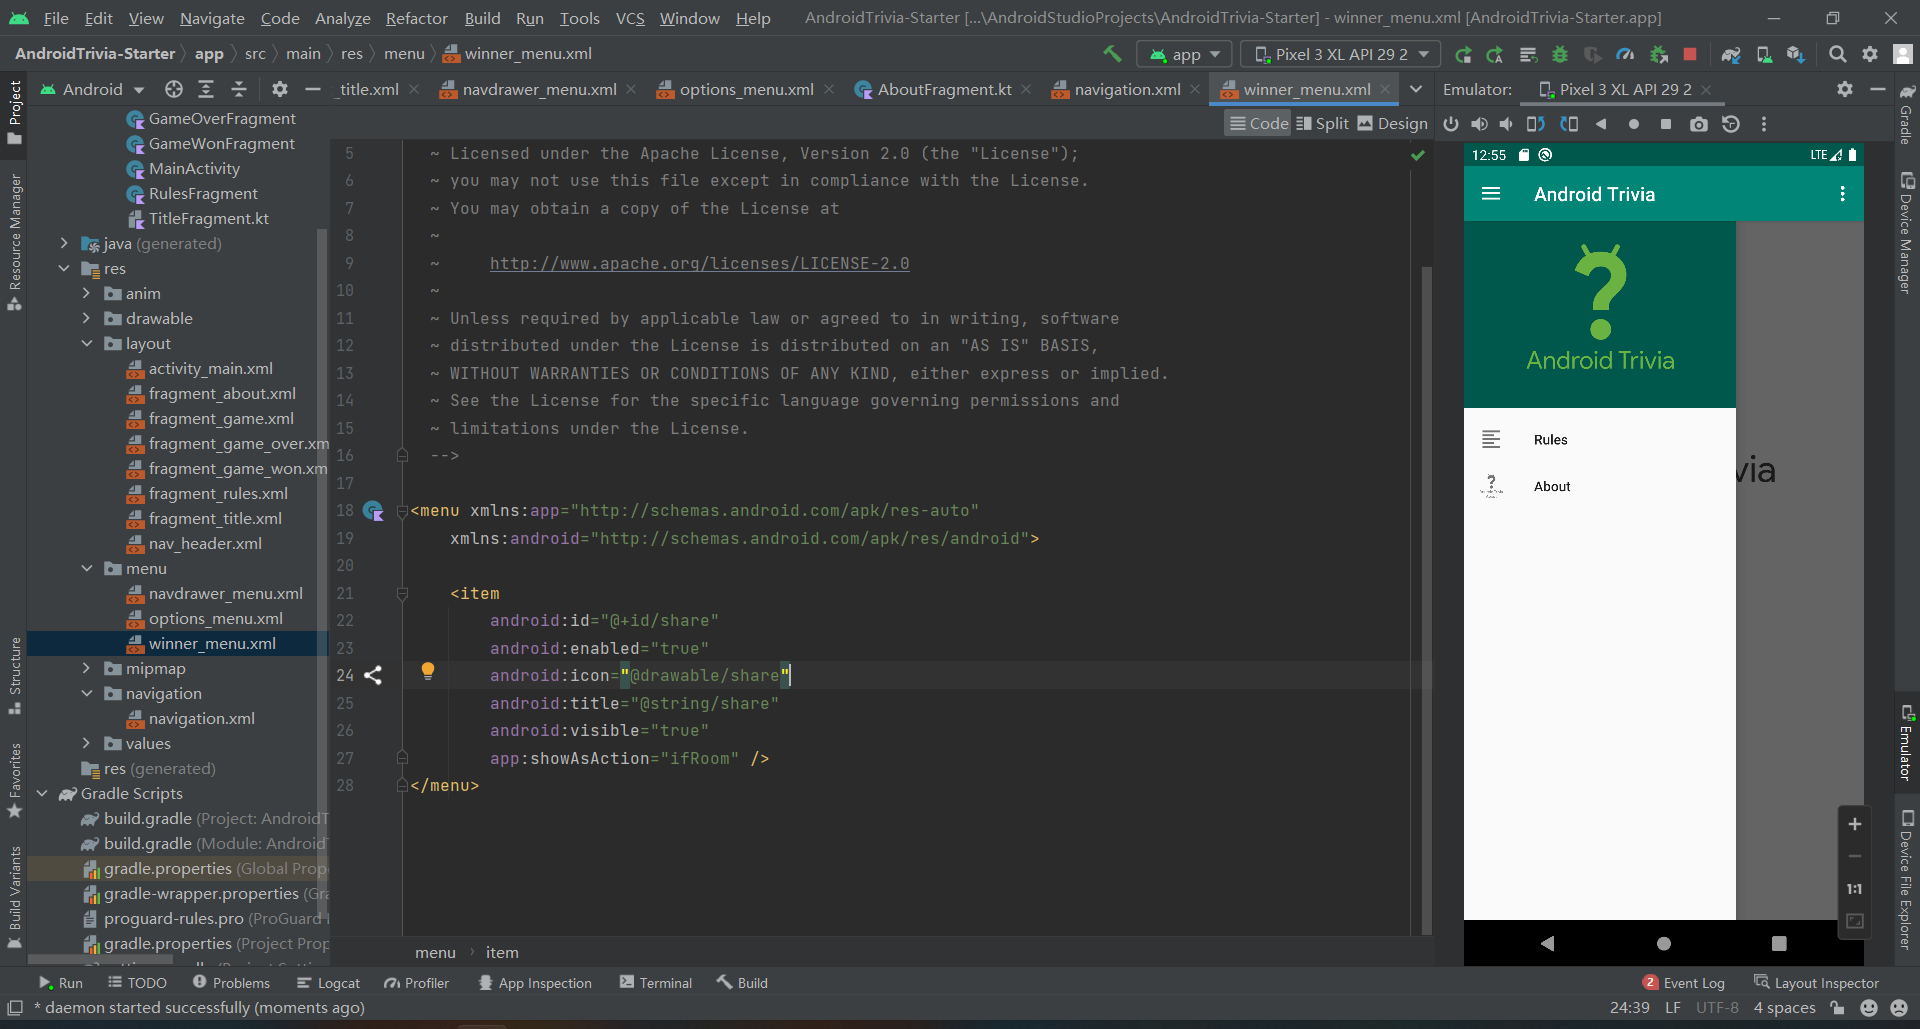 File Edit View Navigate Code Analyze Refactor Build Run Tools VCS Window Help AndroidTrivia-Starter [...\AndroidStudioProjects\AndroidTrivia-Starter] - winner_menu.xml [AndroidTrivia-Starter.app]
AndroidTrivia-Starter app src main res menu winner_menu.xml app Pixel 3 XL API 29 2
Android _title.xml navdrawer_menu.xml options_menu.xml AboutFragment.kt navigation.xml winner_menu.xml Emulator: Pixel 3 XL API 29 2
Code Split Design
Project
Resource Manager
Structure
Favorites
Build Variants
GameOverFragment
GameWonFragment
MainActivity
RulesFragment
TitleFragment.kt
java (generated)
res
anim
drawable
layout
activity_main.xml
fragment_about.xml
fragment_game.xml
fragment_game_over.xm
fragment_game_won.xm
fragment_rules.xml
fragment_title.xml
nav_header.xml
menu
navdrawer_menu.xml
options_menu.xml
winner_menu.xml
mipmap
navigation
navigation.xml
values
res (generated)
Gradle Scripts
build.gradle (Project: AndroidT
build.gradle (Module: Android
gradle.properties (Global Prop
gradle-wrapper.properties (Gra
proguard-rules.pro (ProGuard
gradle.properties (Project Prop
5 ~ Licensed under the Apache License, Version 2.0 (the "License");
6 ~ you may not use this file except in compliance with the License.
7 ~ You may obtain a copy of the License at
8 ~
9 ~ http://www.apache.org/licenses/LICENSE-2.0
10 ~
11 ~ Unless required by applicable law or agreed to in writing, software
12 ~ distributed under the License is distributed on an "AS IS" BASIS,
13 ~ WITHOUT WARRANTIES OR CONDITIONS OF ANY KIND, either express or implied.
14 ~ See the License for the specific language governing permissions and
15 ~ limitations under the License.
16 -->
17
18 <menu xmlns:app="http://schemas.android.com/apk/res-auto"
19 xmlns:android="http://schemas.android.com/apk/res/android">
20
21 <item
22 android:id="@+id/share"
23 android:enabled="true"
24 android:icon="@drawable/share"
25 android:title="@string/share"
26 android:visible="true"
27 app:showAsAction="ifRoom" />
28 </menu>
menu item
12:55 LTE
Android Trivia
Android Trivia
Rules
About
via
1:1
Gradle
Device Manager
Emulator
Device File Explorer
Run TODO Problems Logcat Profiler App Inspection Terminal Build 2 Event Log Layout Inspector
* daemon started successfully (moments ago) 24:39 LF UTF-8 4 spaces